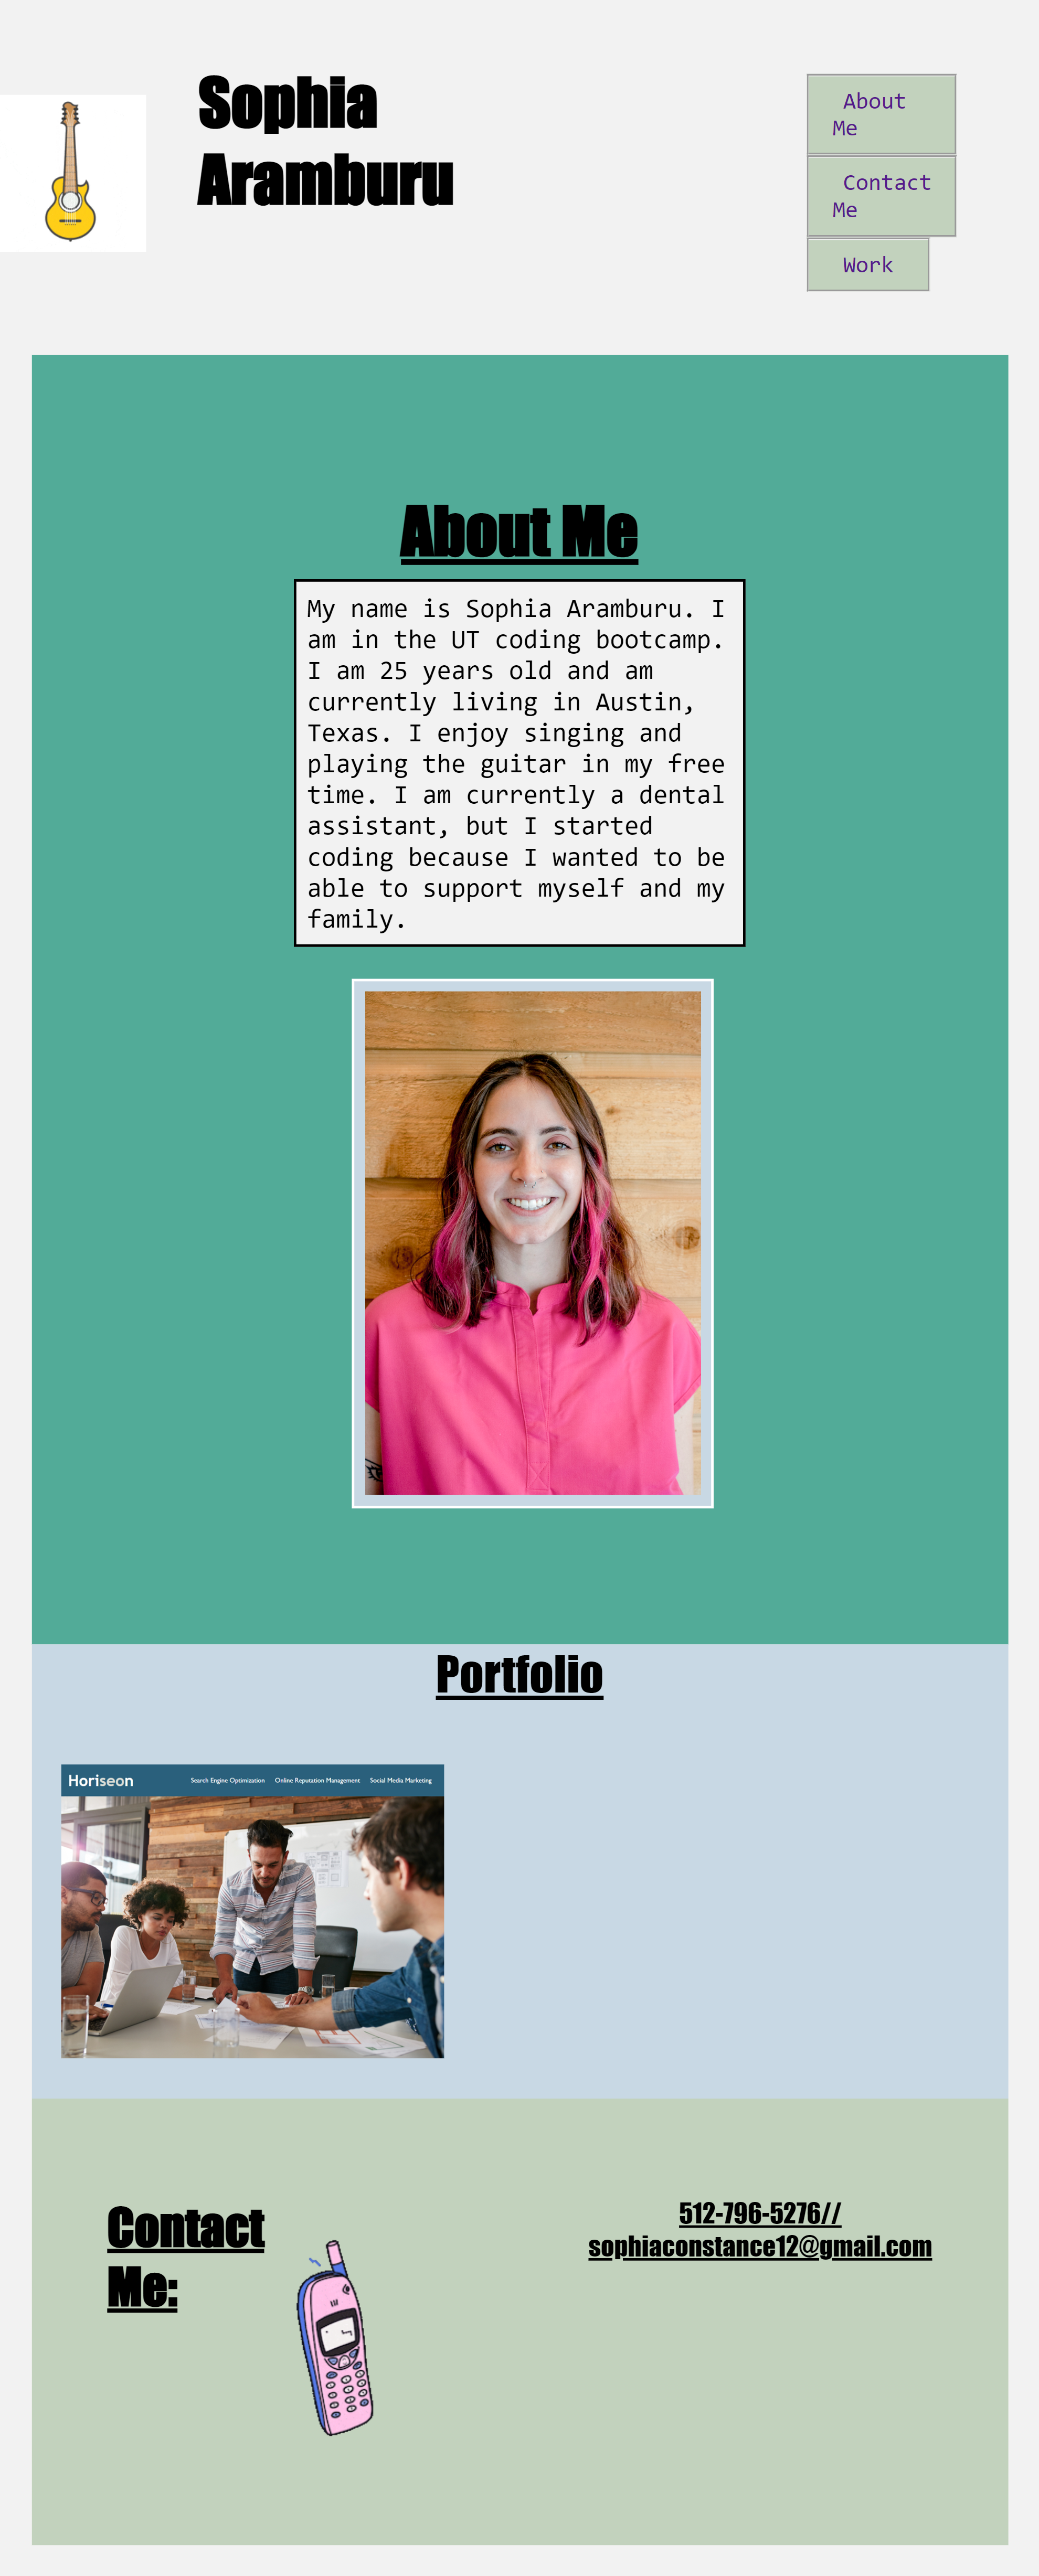 Sophia
Aramburu
About
Me
Contact
Me
Work
About Me
My name is Sophia Aramburu. I
am in the UT coding bootcamp.
I am 25 years old and am
currently living in Austin,
Texas. I enjoy singing and
playing the guitar in my free
time. I am currently a dental
assistant, but I started
coding because I wanted to be
able to support myself and my
family.
Portfolio
Horiseon
Search Engine Optimization Online Reputation Management Social Media Marketing
Contact
Me:
512-796-5276//
sophiaconstance12@gmail.com